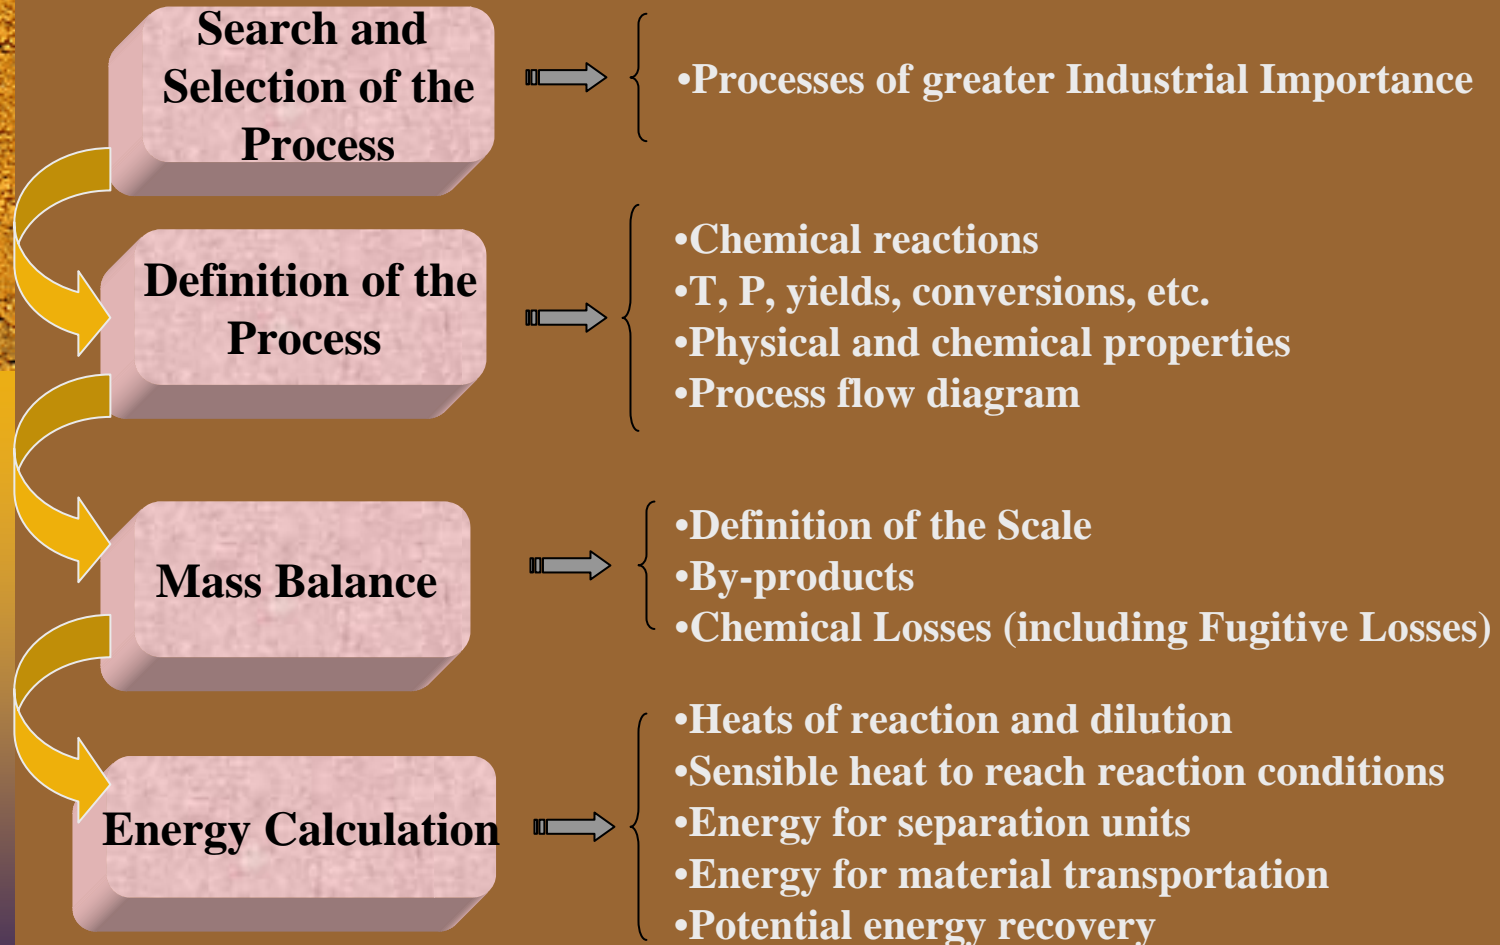 Search and
Selection of the
Process
•Processes of greater Industrial Importance
Definition of the
Process
•Chemical reactions
•T, P, yields, conversions, etc.
•Physical and chemical properties
•Process flow diagram
Mass Balance
•Definition of the Scale
•By-products
•Chemical Losses (including Fugitive Losses)
Energy Calculation
•Heats of reaction and dilution
•Sensible heat to reach reaction conditions
•Energy for separation units
•Energy for material transportation
•Potential energy recovery